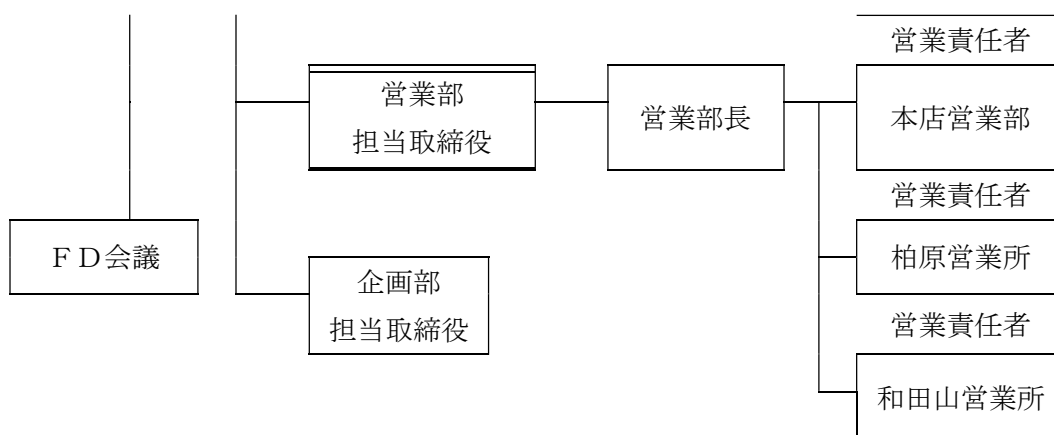 営業責任者
営業部
担当取締役
営業部長
本店営業部
営業責任者
ＦＤ会議
企画部
担当取締役
柏原営業所
営業責任者
和田山営業所